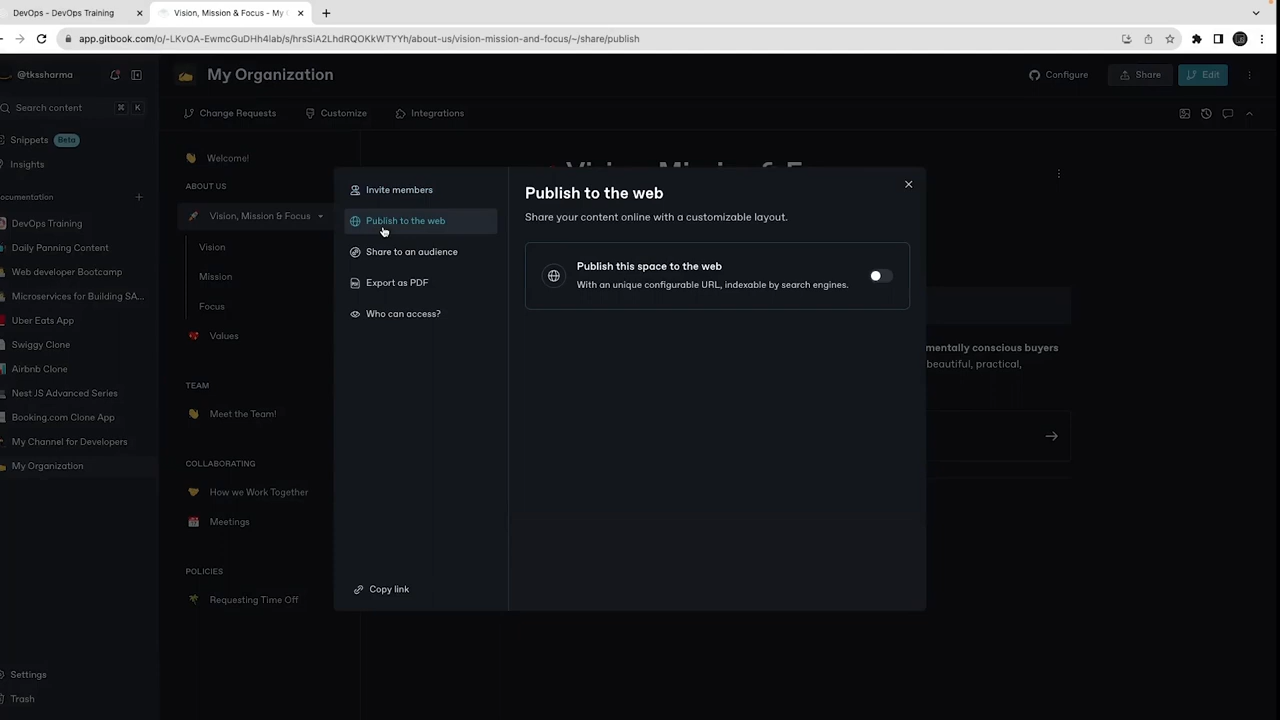 DevOps - DevOps Training
Vision, Mission & Focus - My
app.gitbook.com/o/-LKvOA-EwmcGuDHh4lab/s/hrsSiA2LhdRQOKkWTYYh/about-us/vision-mission-and-focus/~/share/publish
@tkssharma
My Organization
Configure
Share
Edit
Search content
⌘
K
Change Requests
Customize
Integrations
Snippets
Beta
Insights
ocumentation
DevOps Training
Daily Panning Content
Web developer Bootcamp
Microservices for Building SA...
Uber Eats App
Swiggy Clone
Airbnb Clone
Nest JS Advanced Series
Booking.com Clone App
My Channel for Developers
My Organization
Settings
Trash
Welcome!
ABOUT US
Vision, Mission & Focus
Vision
Mission
Focus
Values
TEAM
Meet the Team!
COLLABORATING
How we Work Together
Meetings
POLICIES
Requesting Time Off
Invite members
Publish to the web
Share to an audience
Export as PDF
Who can access?
Copy link
Publish to the web
Share your content online with a customizable layout.
Publish this space to the web
With an unique configurable URL, indexable by search engines.
mentally conscious buyers
beautiful, practical,